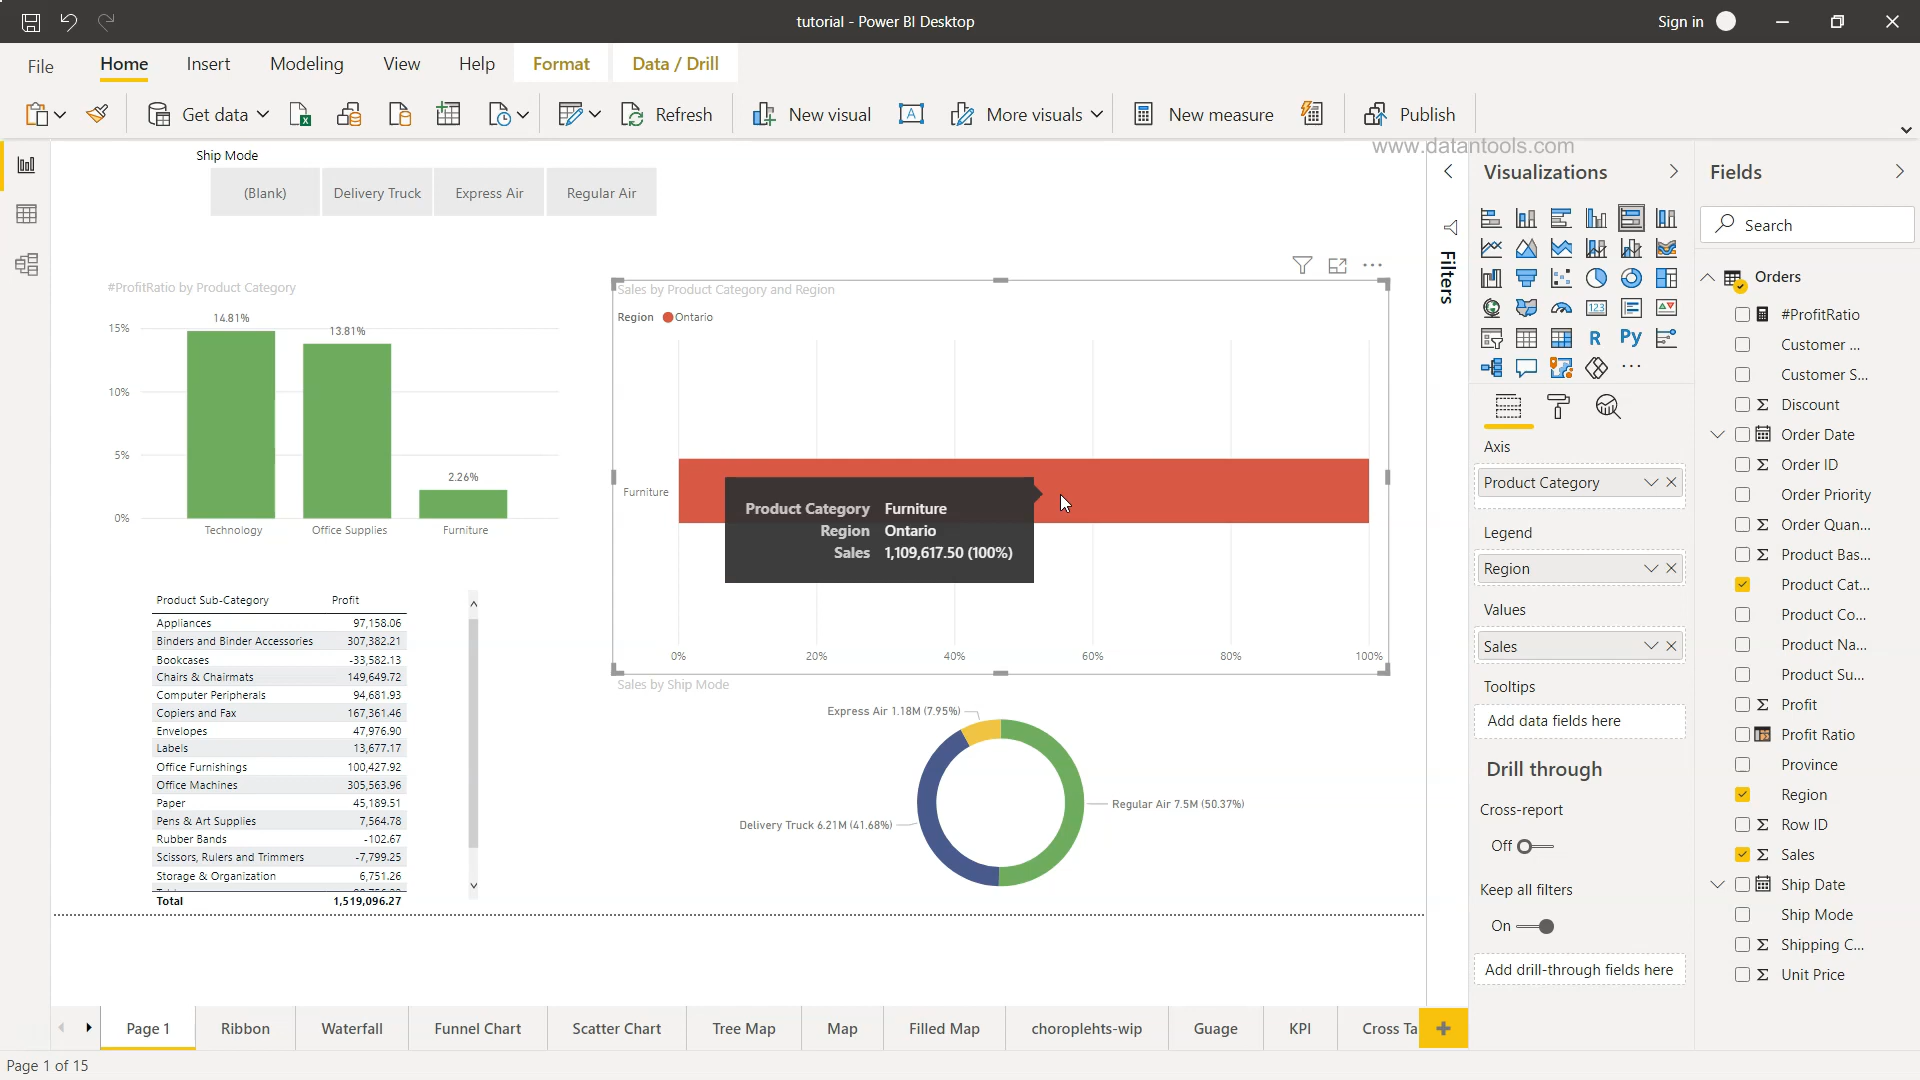 tutorial - Power BI Desktop
Sign in
File Home Insert Modeling View Help Format Data / Drill
Get data Refresh New visual More visuals New measure Publish
www.datantools.com
Ship Mode
(Blank) Delivery Truck Express Air Regular Air
#ProfitRatio by Product Category
15%
10%
5%
0%
14.81%
13.81%
2.26%
Technology Office Supplies Furniture
Product Sub-Category Profit
Appliances 97,158.06
Binders and Binder Accessories 307,382.21
Bookcases -33,582.13
Chairs & Chairmats 149,649.72
Computer Peripherals 94,681.93
Copiers and Fax 167,361.46
Envelopes 47,976.90
Labels 13,677.17
Office Furnishings 100,427.92
Office Machines 305,563.96
Paper 45,189.51
Pens & Art Supplies 7,564.78
Rubber Bands -102.67
Scissors, Rulers and Trimmers -7,799.25
Storage & Organization 6,751.26
Total 1,519,096.27
Sales by Product Category and Region
Region Ontario
Furniture
Product Category Furniture
Region Ontario
Sales 1,109,617.50 (100%)
0% 20% 40% 60% 80% 100%
Sales by Ship Mode
Express Air 1.18M (7.95%)
Regular Air 7.5M (50.37%)
Delivery Truck 6.21M (41.68%)
Filters
Visualizations
123
R
Py
Axis
Product Category
Legend
Region
Values
Sales
Tooltips
Add data fields here
Drill through
Cross-report
Off
Keep all filters
On
Add drill-through fields here
Fields
Search
Orders
#ProfitRatio
Customer ...
Customer S...
Discount
Order Date
Order ID
Order Priority
Order Quan...
Product Bas...
Product Cat...
Product Co...
Product Na...
Product Su...
Profit
Profit Ratio
Province
Region
Row ID
Sales
Ship Date
Ship Mode
Shipping C...
Unit Price
Page 1 Ribbon Waterfall Funnel Chart Scatter Chart Tree Map Map Filled Map choroplehts-wip Guage KPI Cross Ta
Page 1 of 15